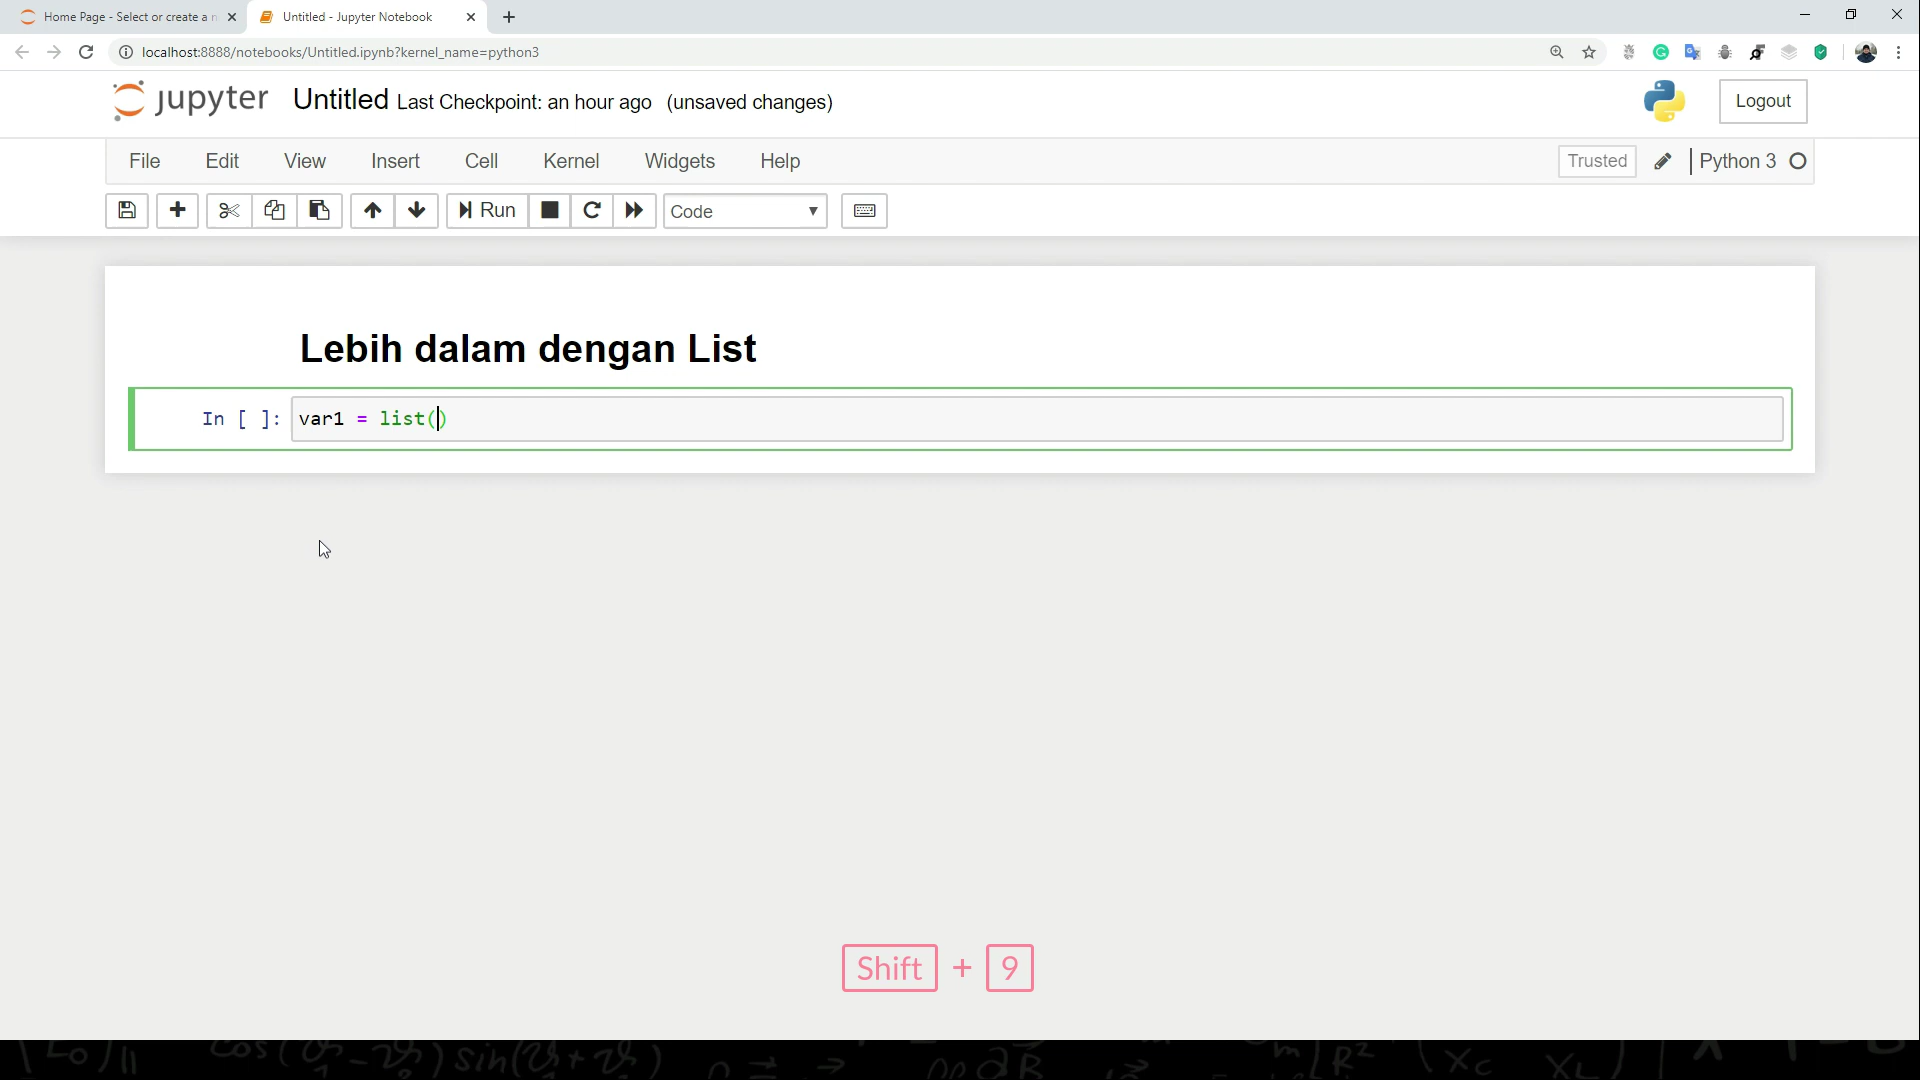 Home Page - Select or create a n
Untitled - Jupyter Notebook
localhost:8888/notebooks/Untitled.ipynb?kernel_name=python3
jupyter Untitled Last Checkpoint: an hour ago (unsaved changes)
Logout
File Edit View Insert Cell Kernel Widgets Help
Trusted Python 3
Run Code
Lebih dalam dengan List
In [ ]: var1 = list()
Shift + 9